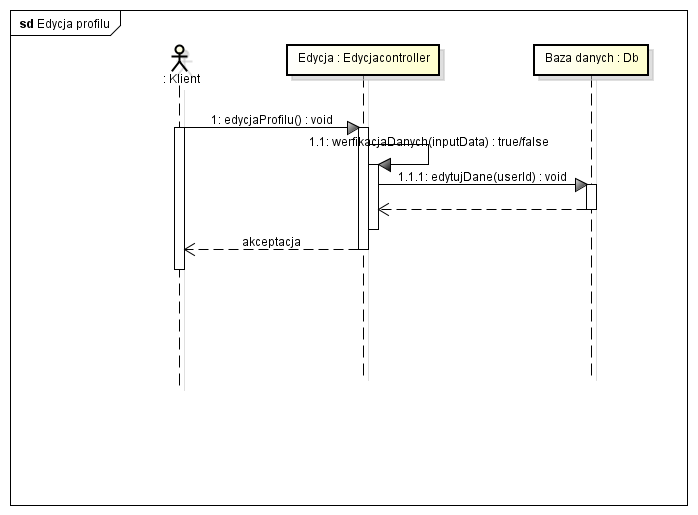 sd Edycja profilu
: Klient
Edycja : Edycjacontroller
Baza danych : Db
1: edycjaProfilu() : void
1.1: werfikacjaDanych(inputData) : true/false
1.1.1: edytujDane(userId) : void
akceptacja